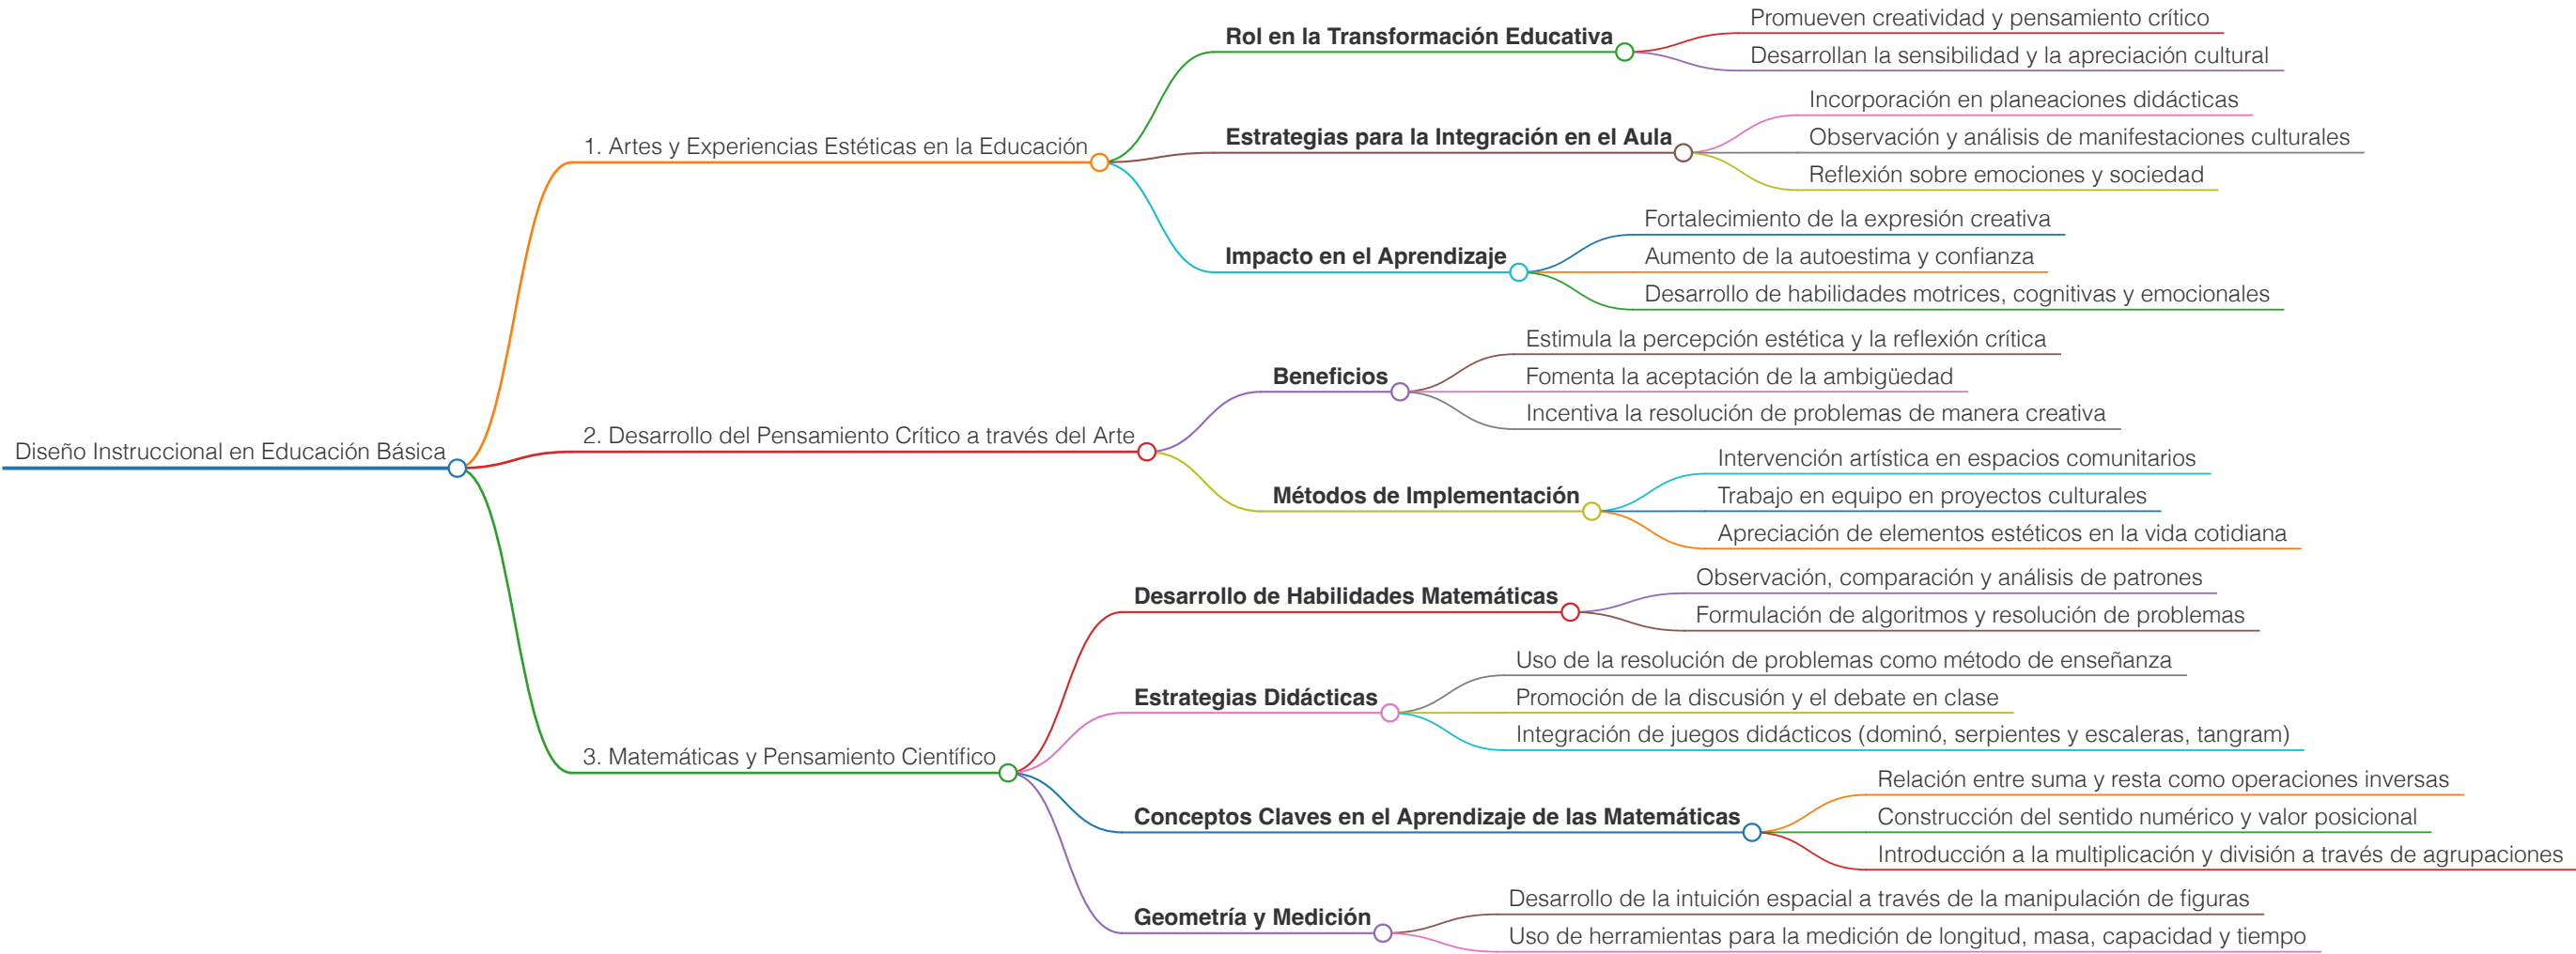 Diseño Instruccional en Educación Básica
1. Artes y Experiencias Estéticas en la Educación
Rol en la Transformación Educativa
Promueven creatividad y pensamiento crítico
Desarrollan la sensibilidad y la apreciación cultural
Estrategias para la Integración en el Aula
Incorporación en planeaciones didácticas
Observación y análisis de manifestaciones culturales
Reflexión sobre emociones y sociedad
Impacto en el Aprendizaje
Fortalecimiento de la expresión creativa
Aumento de la autoestima y confianza
Desarrollo de habilidades motrices, cognitivas y emocionales
2. Desarrollo del Pensamiento Crítico a través del Arte
Beneficios
Estimula la percepción estética y la reflexión crítica
Fomenta la aceptación de la ambigüedad
Incentiva la resolución de problemas de manera creativa
Métodos de Implementación
Intervención artística en espacios comunitarios
Trabajo en equipo en proyectos culturales
Apreciación de elementos estéticos en la vida cotidiana
3. Matemáticas y Pensamiento Científico
Desarrollo de Habilidades Matemáticas
Observación, comparación y análisis de patrones
Formulación de algoritmos y resolución de problemas
Estrategias Didácticas
Uso de la resolución de problemas como método de enseñanza
Promoción de la discusión y el debate en clase
Integración de juegos didácticos (dominó, serpientes y escaleras, tangram)
Conceptos Claves en el Aprendizaje de las Matemáticas
Relación entre suma y resta como operaciones inversas
Construcción del sentido numérico y valor posicional
Introducción a la multiplicación y división a través de agrupaciones
Geometría y Medición
Desarrollo de la intuición espacial a través de la manipulación de figuras
Uso de herramientas para la medición de longitud, masa, capacidad y tiempo